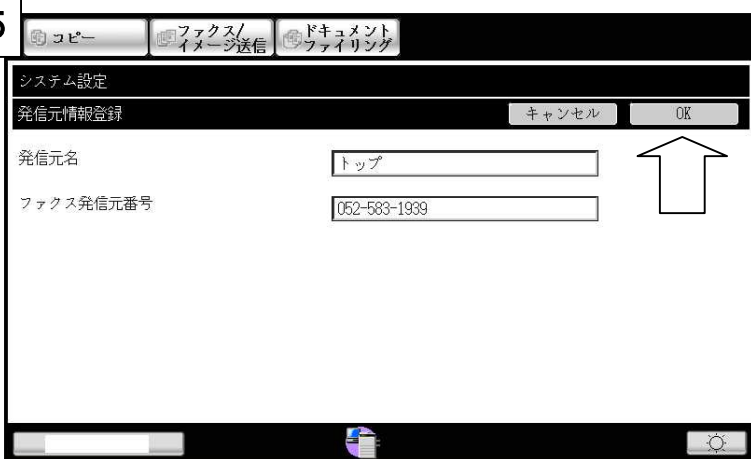 5
コピー
ファクス/
イメージ送信
ドキュメント
ファイリング
システム設定
発信元情報登録
キャンセル
OK
発信元名
トップ
ファクス発信元番号
052-583-1939